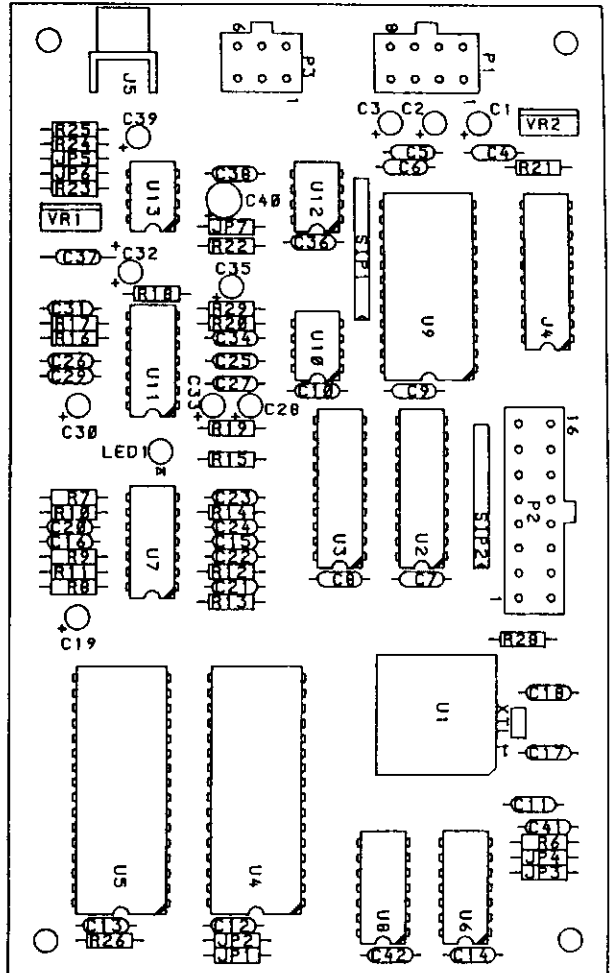 J5
6
P3
1
8
P1
1
C39
C3
C2
C1
VR2
R25
R24
JP5
JP6
R23
U13
C38
C40
U12
C5
C6
C4
R21
VR1
JP7
R22
C36
SIP1
C37
C32
C35
R18
U9
J4
C31
R17
R16
U11
R29
R20
C34
U10
C26
C29
C25
C27
C10
C9
C30
C33
C28
R19
16
LED1
R15
R7
R10
C20
C16
R9
R11
R8
U7
C23
R14
C24
C15
C22
R12
C21
R13
U3
U2
SIP2
P2
1
C8
C7
C19
R28
U1
XTL
1
C18
C17
C11
C41
R6
JP4
JP3
U5
U4
U8
U6
C13
R26
C12
JP2
JP1
C42
C14